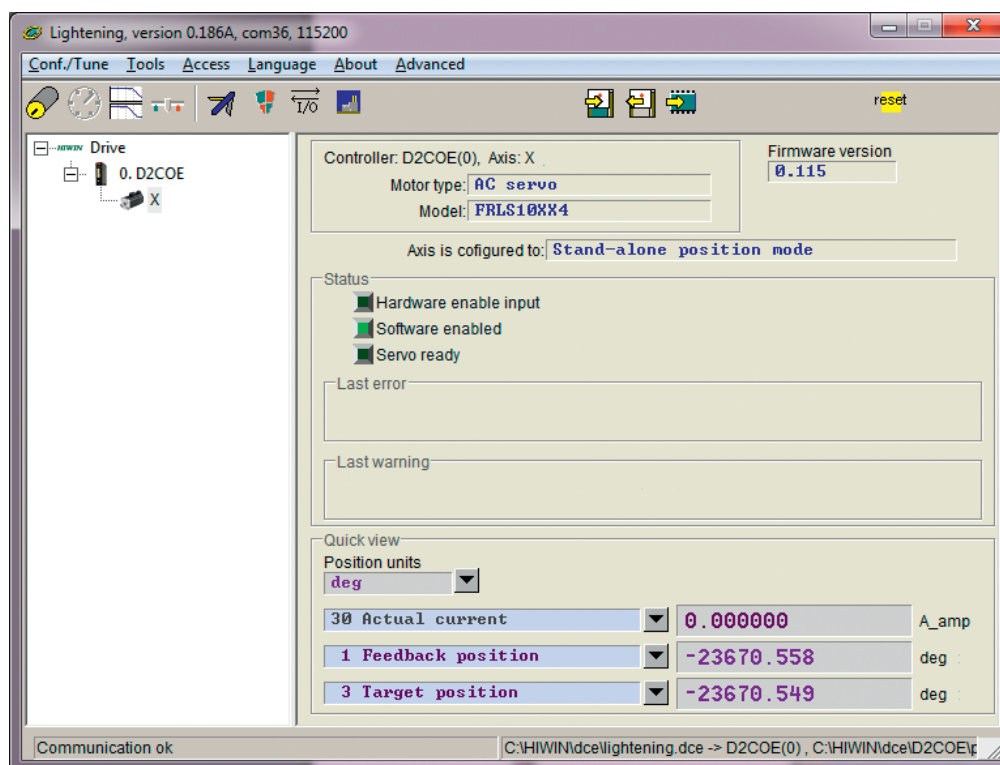 Lightening, version 0.186A, com36, 115200
Conf./Tune Tools Access Language About Advanced
I/O
reset
HIWIN Drive
0. D2COE
X
Controller: D2COE(0), Axis: X
Motor type: AC servo
Model: FRLS10XX4
Firmware version
0.115
Axis is cofigured to: Stand-alone position mode
Status
Hardware enable input
Software enabled
Servo ready
Last error
Last warning
Quick view
Position units
deg
30 Actual current 0.000000 A_amp
1 Feedback position -23670.558 deg
3 Target position -23670.549 deg
Communication ok
C:\HIWIN\dce\lightening.dce -> D2COE(0) , C:\HIWIN\dce\D2COE\p